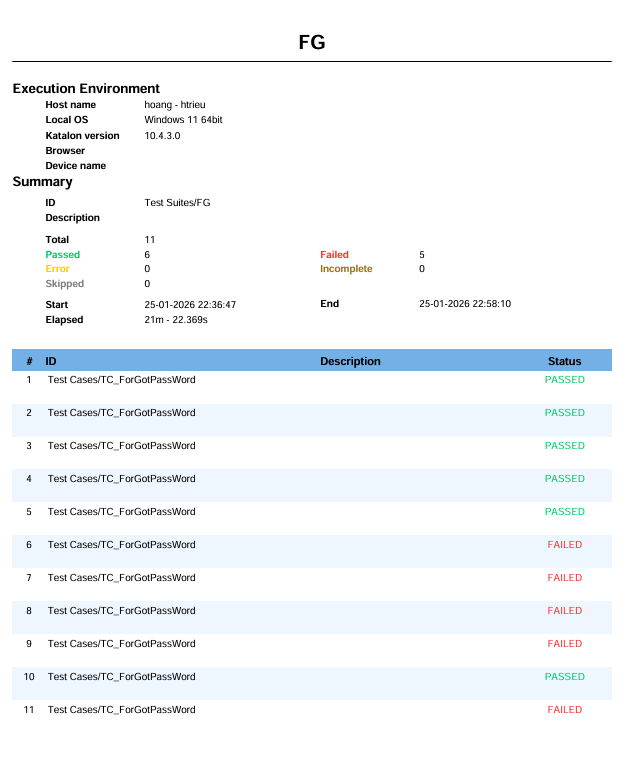 FG
Execution Environment
Host name hoang - htrieu
Local OS Windows 11 64bit
Katalon version 10.4.3.0
Browser
Device name
Summary
ID Test Suites/FG
Description
Total 11
Passed 6 Failed 5
Error 0 Incomplete 0
Skipped 0
Start 25-01-2026 22:36:47 End 25-01-2026 22:58:10
Elapsed 21m - 22.369s
# ID Description Status
1 Test Cases/TC_ForGotPassWord PASSED
2 Test Cases/TC_ForGotPassWord PASSED
3 Test Cases/TC_ForGotPassWord PASSED
4 Test Cases/TC_ForGotPassWord PASSED
5 Test Cases/TC_ForGotPassWord PASSED
6 Test Cases/TC_ForGotPassWord FAILED
7 Test Cases/TC_ForGotPassWord FAILED
8 Test Cases/TC_ForGotPassWord FAILED
9 Test Cases/TC_ForGotPassWord FAILED
10 Test Cases/TC_ForGotPassWord PASSED
11 Test Cases/TC_ForGotPassWord FAILED